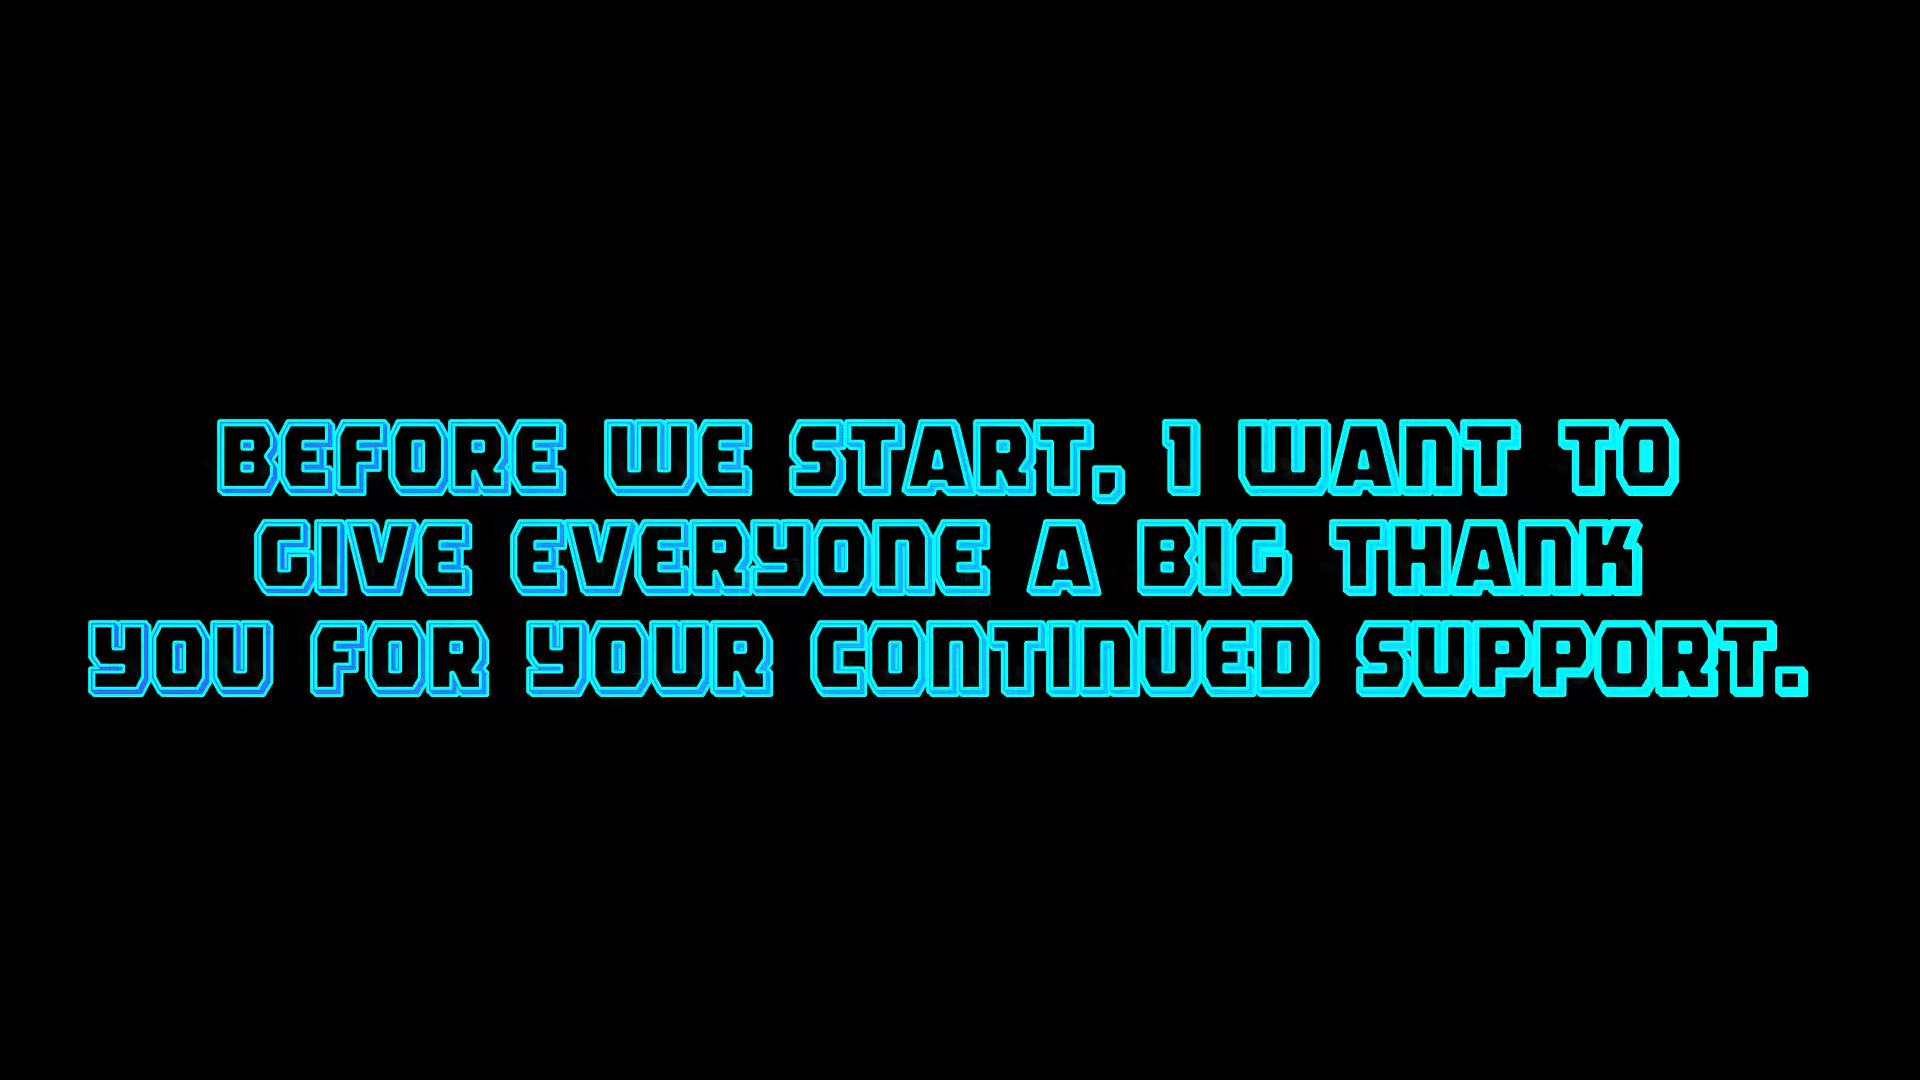 BEFORE WE START, I WANT TO
GIVE EVERYONE A BIG THANK
YOU FOR YOUR CONTINUED SUPPORT.